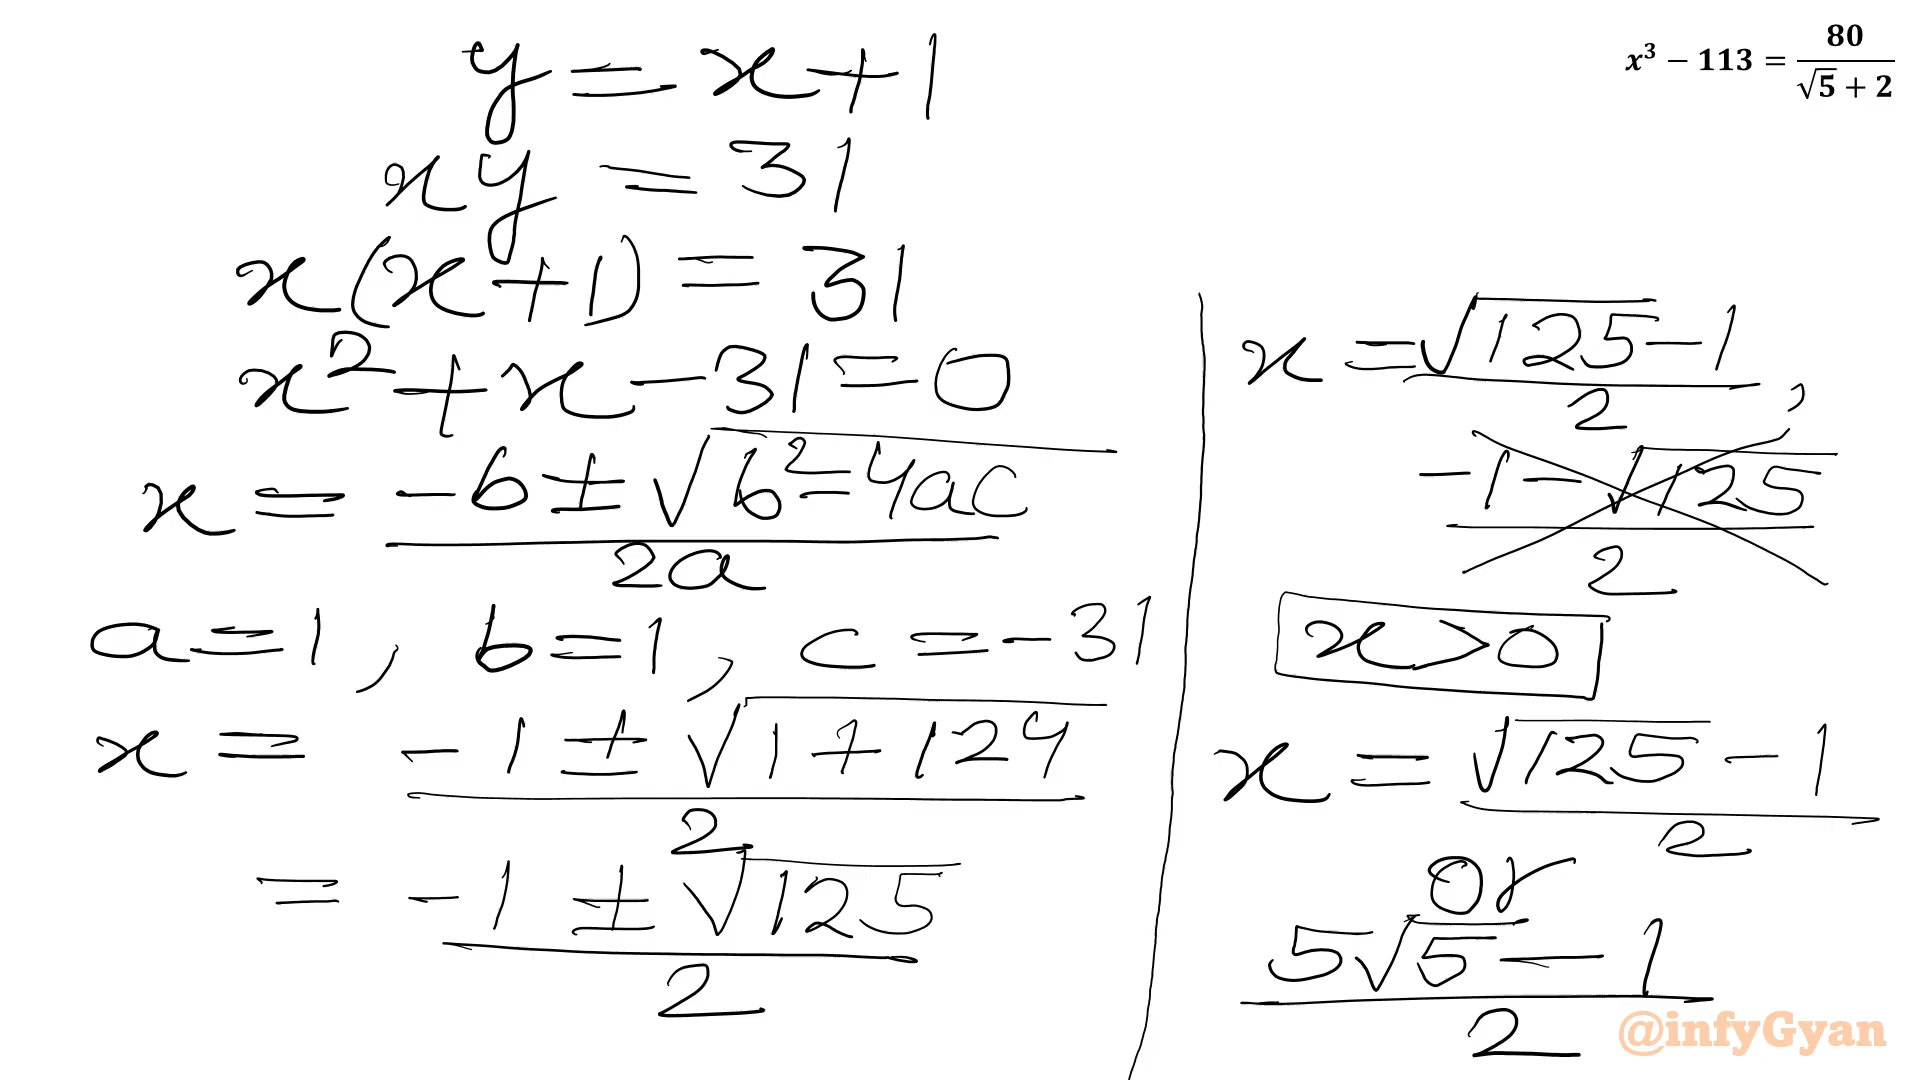 x³ − 113 = 80/(√5 + 2)
y = x + 1
xy = 31
x(x + 1) = 31
x² + x − 31 = 0
x = (−b ± √(b² − 4ac))/2a
a = 1, b = 1, c = −31
x = (−1 ± √(1 + 124))/2
= (−1 ± √125)/2
x = (√125 − 1)/2,
(−1 − √125)/2
x > 0
x = (√125 − 1)/2
or
(5√5 − 1)/2
@infyGyan